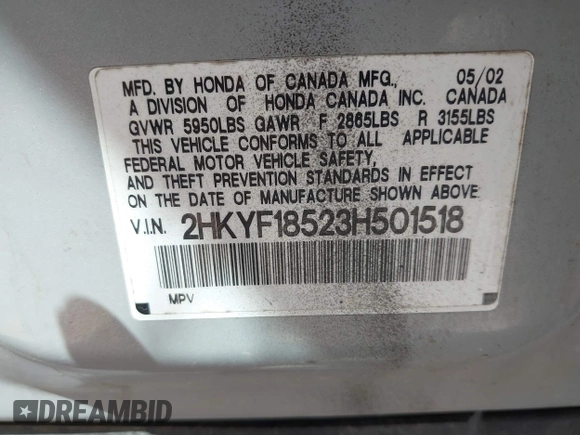 MFD. BY HONDA OF CANADA MFG., 05/02
A DIVISION OF HONDA CANADA INC. CANADA
GVWR 5950LBS GAWR F 2865LBS R 3155LBS
THIS VEHICLE CONFORMS TO ALL APPLICABLE
FEDERAL MOTOR VEHICLE SAFETY,
AND THEFT PREVENTION STANDARDS IN EFFECT
ON THE DATE OF MANUFACTURE SHOWN ABOVE
V.I.N. 2HKYF18523H501518
MPV
DREAMBID